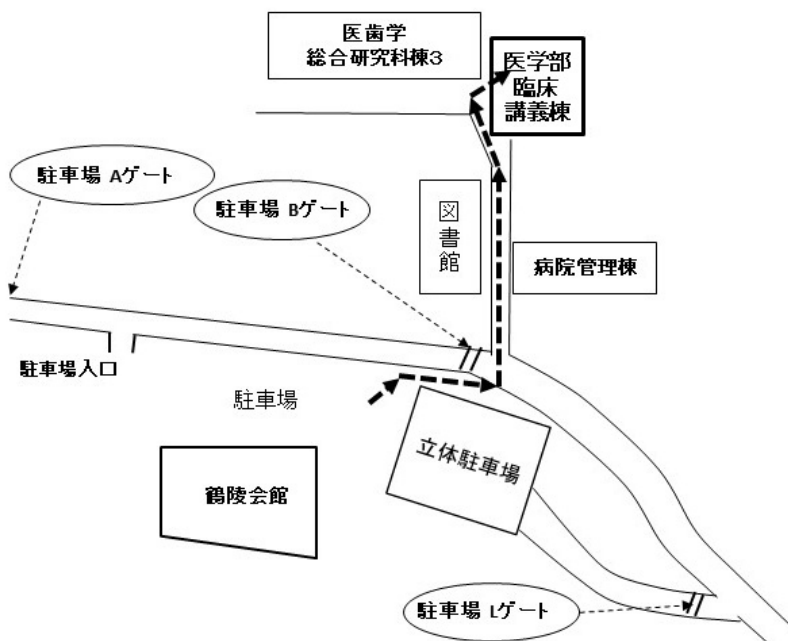 医歯学
総合研究科棟3
医学部
臨床
講義棟
駐車場 Aゲート
駐車場 Bゲート
図書館
病院管理棟
駐車場入口
駐車場
立体駐車場
鶴陵会館
駐車場 Lゲート